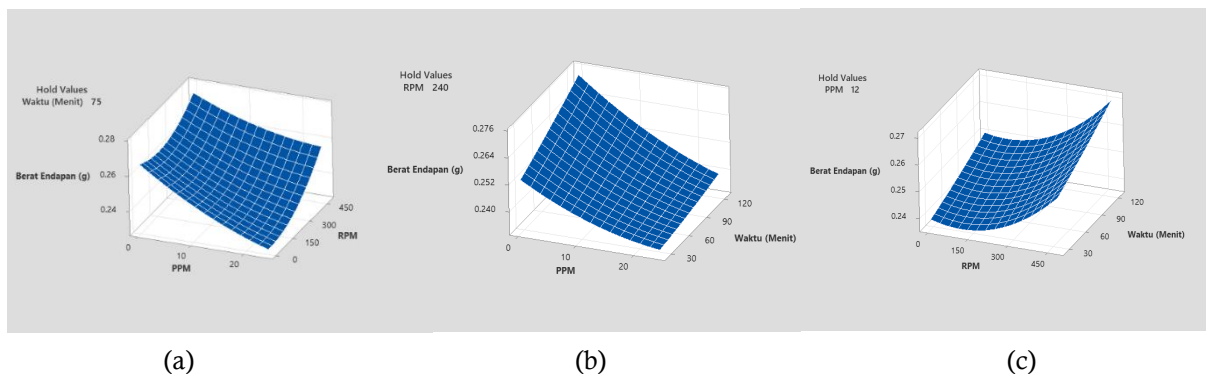 Hold Values
Waktu (Menit) 75
0.28
0.26
0.24
Berat Endapan (g)
0
10
20
PPM
0
150
300
450
RPM
Hold Values
RPM 240
0.276
0.264
0.252
0.240
Berat Endapan (g)
0
10
20
PPM
30
60
90
120
Waktu (Menit)
Hold Values
PPM 12
0.27
0.26
0.25
0.24
Berat Endapan (g)
0
150
300
450
RPM
30
60
90
120
Waktu (Menit)
(a)
(b)
(c)